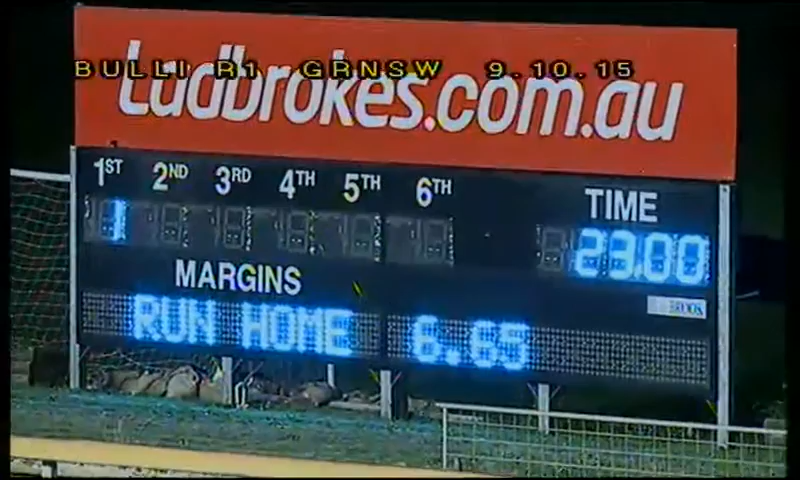 BULLI R1 GRNSW 9.10.15
Ladbrokes.com.au
1ST 2ND 3RD 4TH 5TH 6TH TIME
1 23.00
MARGINS
RUN HOME 6.65